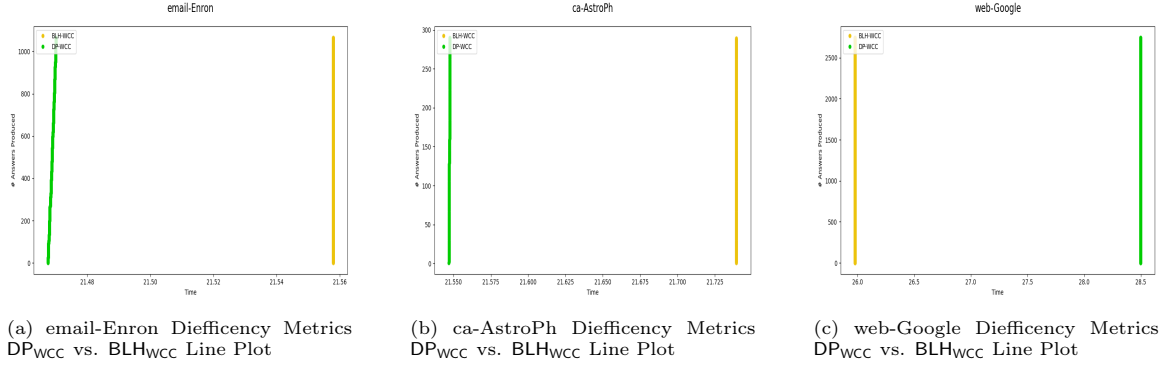 email-Enron
BLH-WCC
DP-WCC
1000
800
600
400
200
0
# Answers Produced
21.48
21.50
21.52
21.54
21.56
Time
(a) email-Enron Diefficency Metrics
DPWCC vs. BLHWCC Line Plot
ca-AstroPh
BLH-WCC
DP-WCC
300
250
200
150
100
50
0
# Answers Produced
21.550
21.575
21.600
21.625
21.650
21.675
21.700
21.725
Time
(b) ca-AstroPh Diefficency Metrics
DPWCC vs. BLHWCC Line Plot
web-Google
BLH-WCC
DP-WCC
2500
2000
1500
1000
500
0
# Answers Produced
26.0
26.5
27.0
27.5
28.0
28.5
Time
(c) web-Google Diefficency Metrics
DPWCC vs. BLHWCC Line Plot